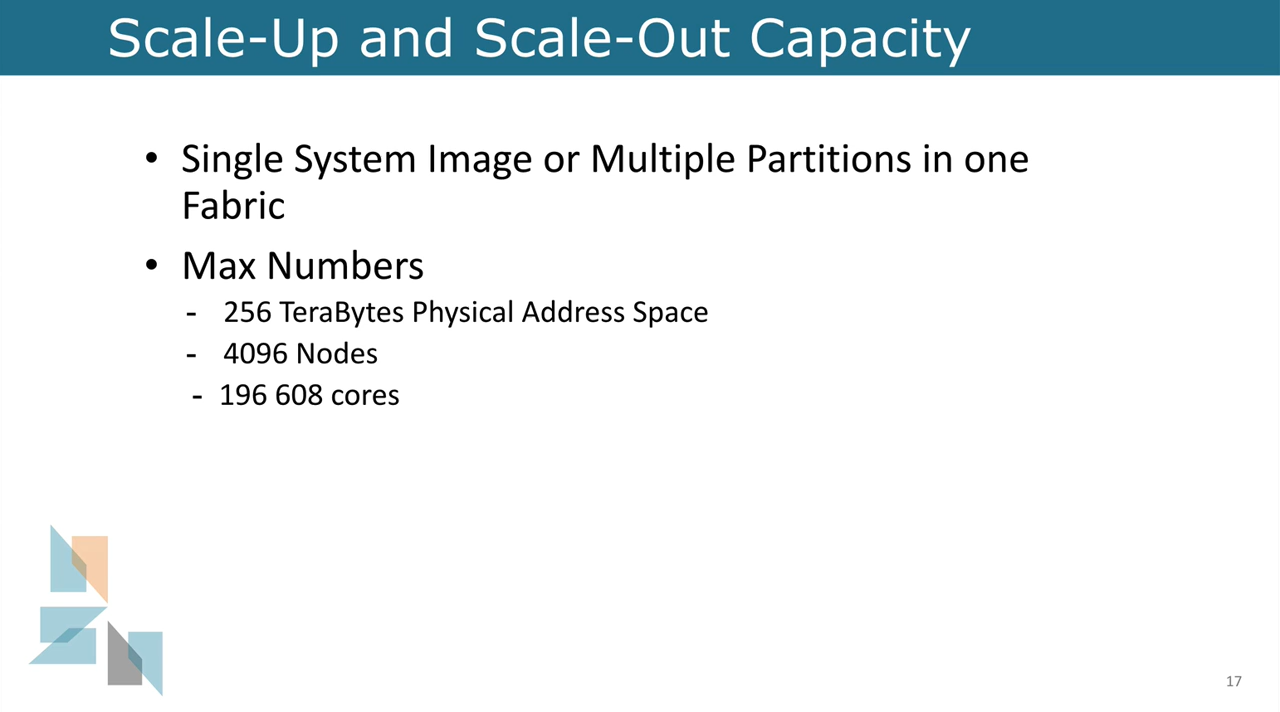 Scale-Up and Scale-Out Capacity
• Single System Image or Multiple Partitions in one
Fabric
• Max Numbers
- 256 TeraBytes Physical Address Space
- 4096 Nodes
- 196 608 cores
17